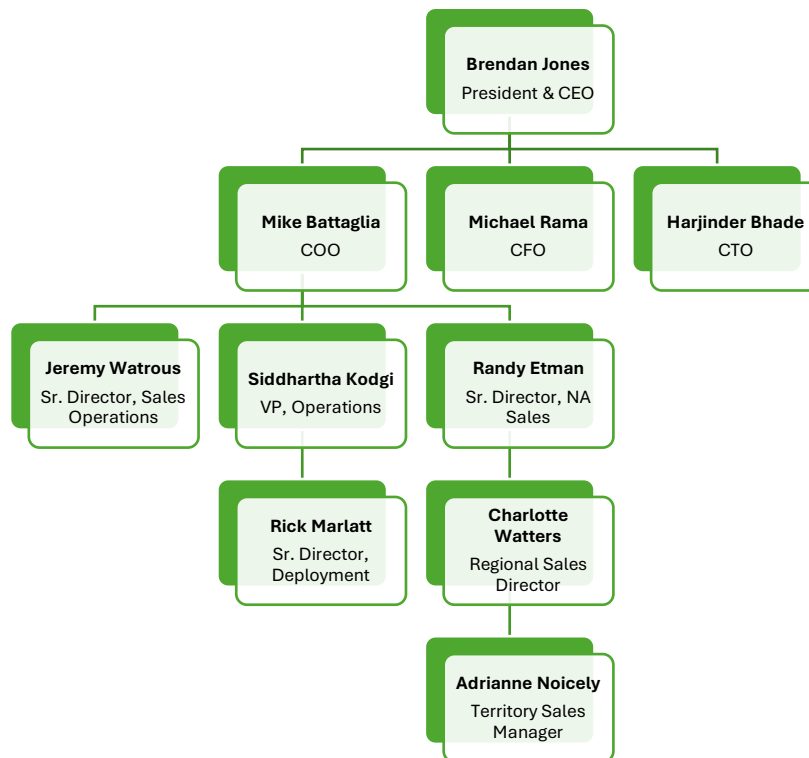 Brendan Jones
President & CEO
Mike Battaglia
COO
Michael Rama
CFO
Harjinder Bhade
CTO
Jeremy Watrous
Sr. Director, Sales
Operations
Siddhartha Kodgi
VP, Operations
Randy Etman
Sr. Director, NA
Sales
Rick Marlatt
Sr. Director,
Deployment
Charlotte
Watters
Regional Sales
Director
Adrianne Noicely
Territory Sales
Manager